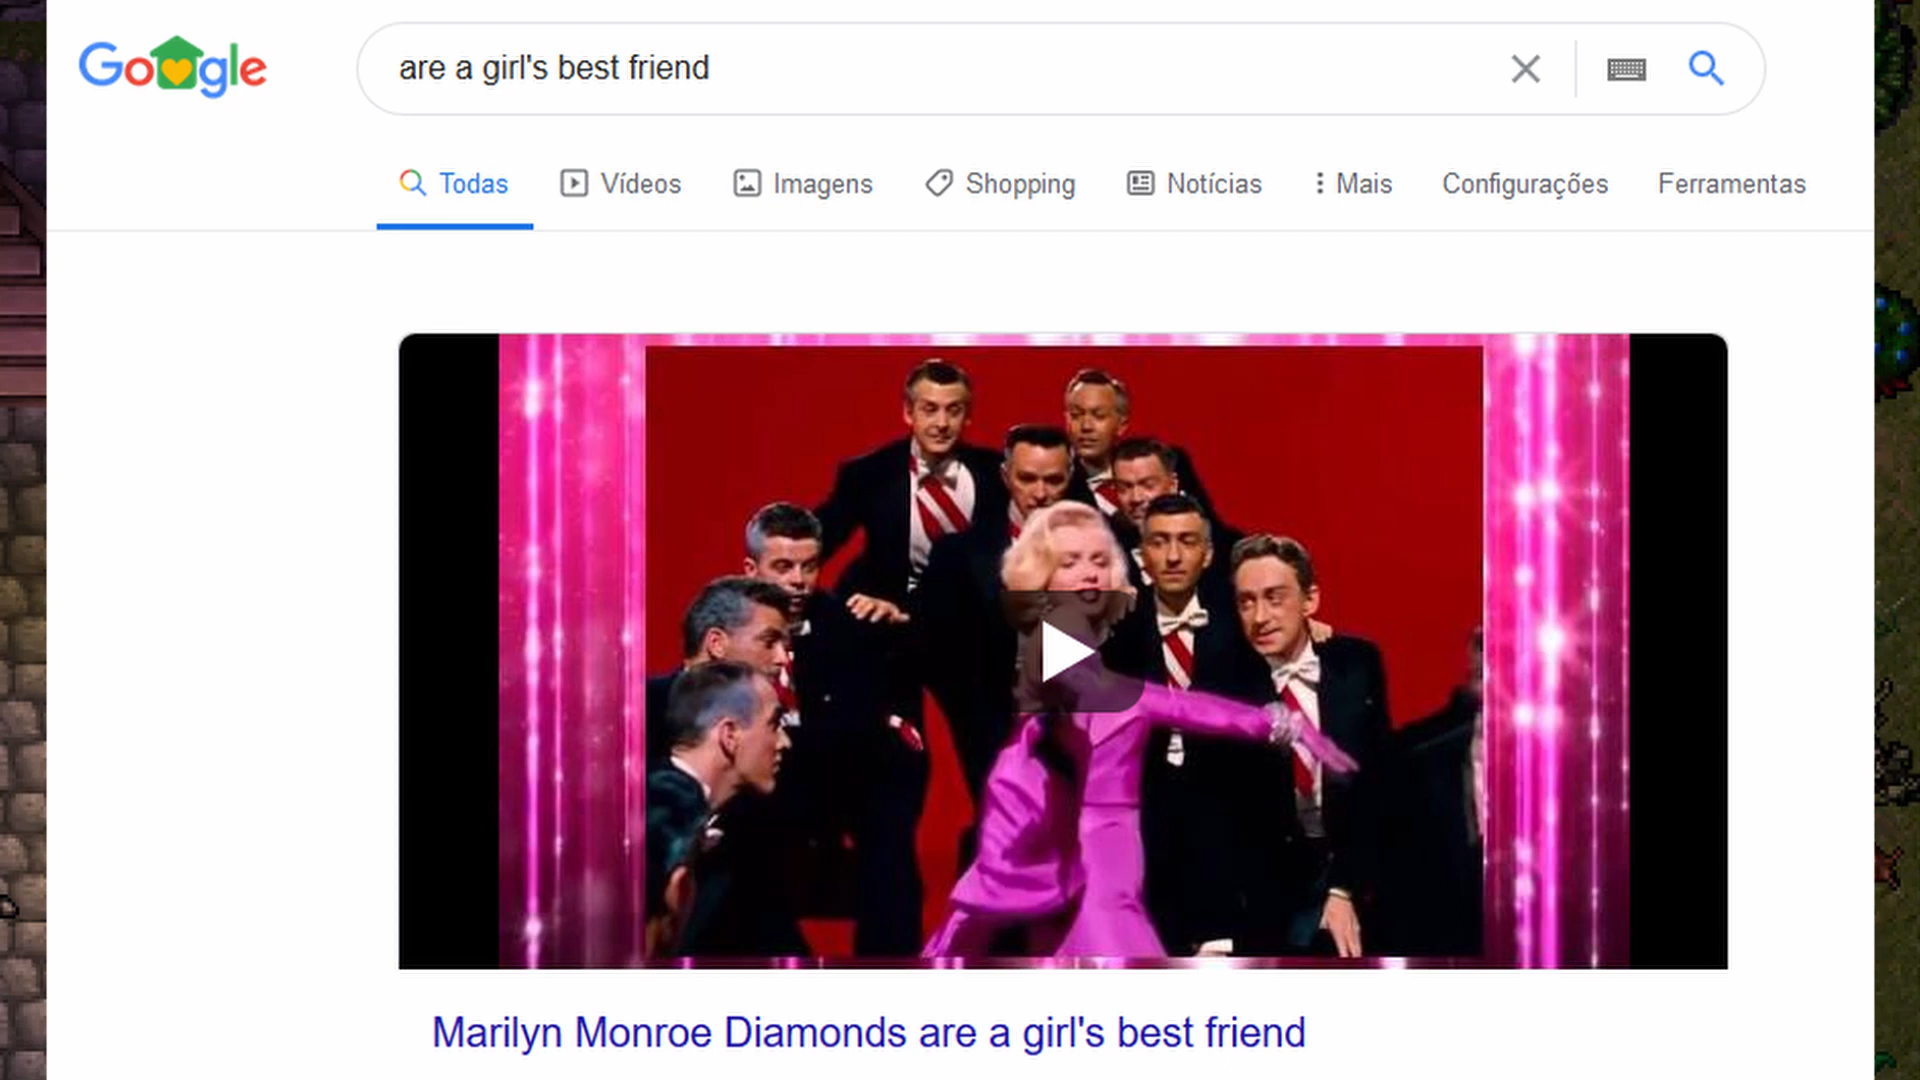 Google
are a girl's best friend
Todas
Vídeos
Imagens
Shopping
Notícias
Mais
Configurações
Ferramentas
Marilyn Monroe Diamonds are a girl's best friend